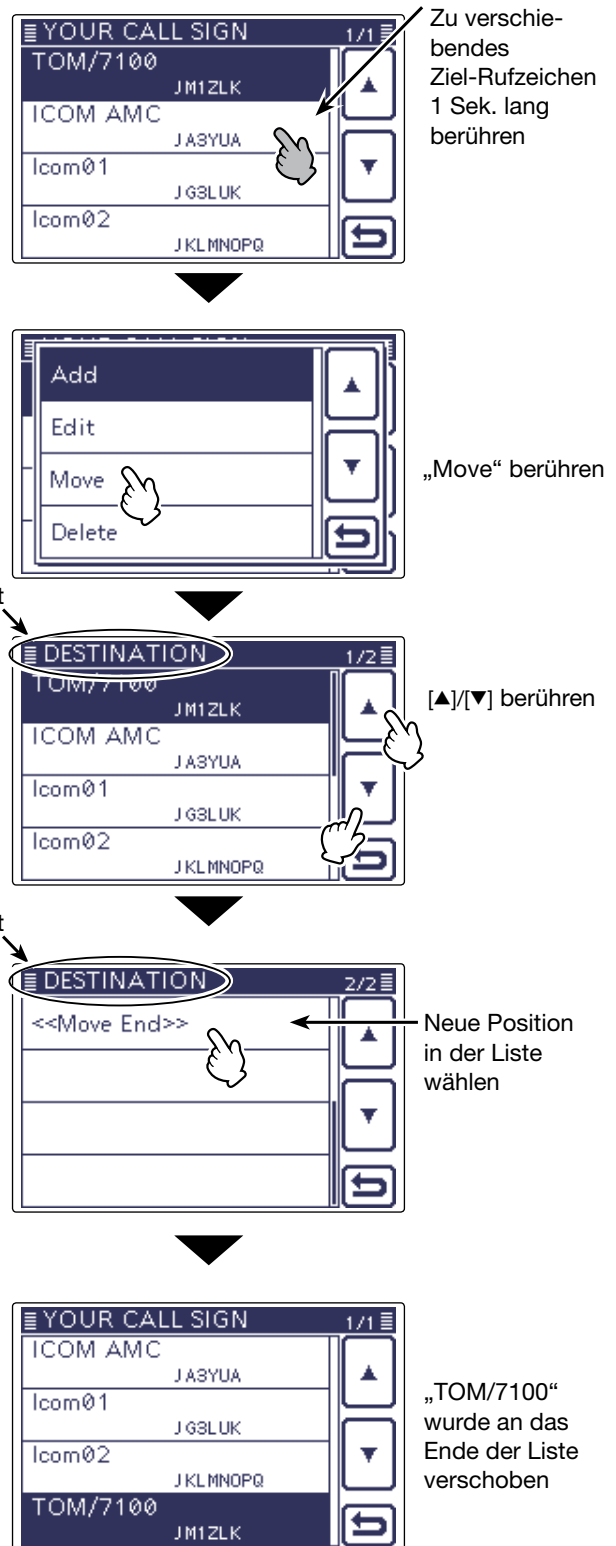 YOUR CALL SIGN 1/1
TOM/7100
JM1ZLK
ICOM AMC
JA3YUA
Icom01
JG3LUK
Icom02
JKLMNOPQ
Zu verschie-
bendes
Ziel-Rufzeichen
1 Sek. lang
berühren
Add
Edit
Move
Delete
„Move“ berühren
t
DESTINATION 1/2
TOM/7100
JM1ZLK
ICOM AMC
JA3YUA
Icom01
JG3LUK
Icom02
JKLMNOPQ
[▲]/[▼] berühren
t
DESTINATION 2/2
<<Move End>>
Neue Position
in der Liste
wählen
YOUR CALL SIGN 1/1
ICOM AMC
JA3YUA
Icom01
JG3LUK
Icom02
JKLMNOPQ
TOM/7100
JM1ZLK
„TOM/7100“
wurde an das
Ende der Liste
verschoben